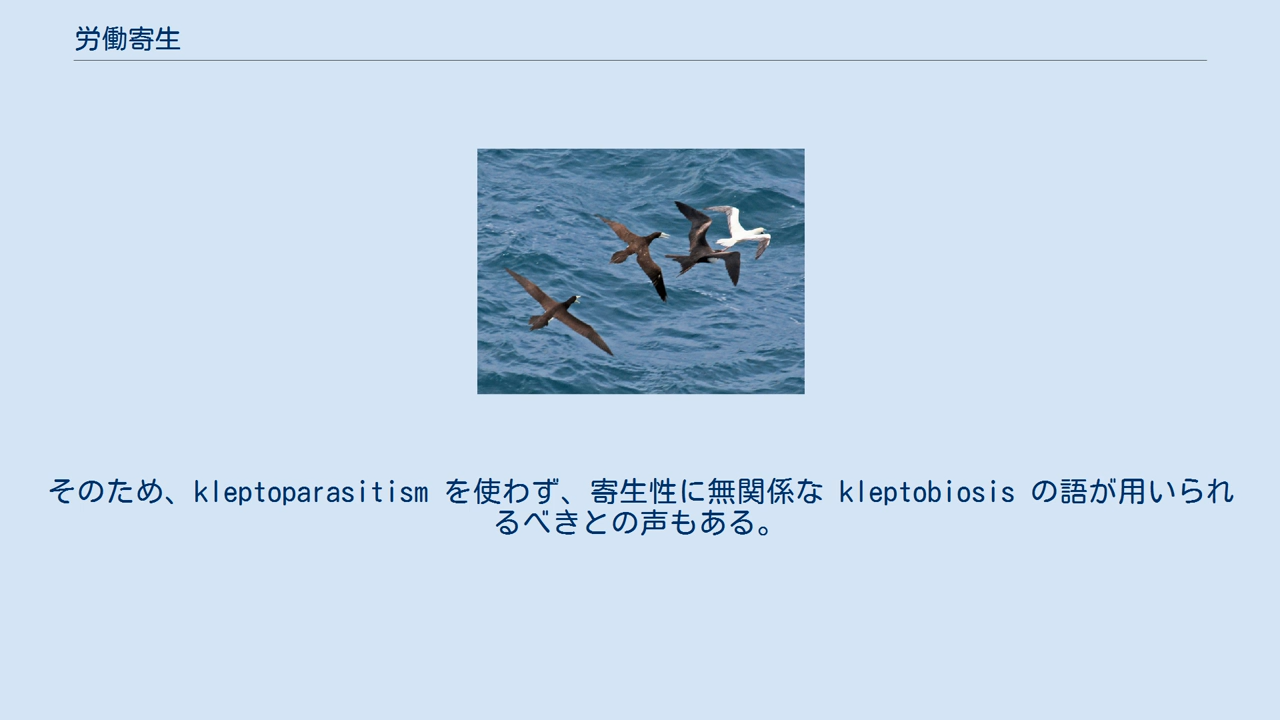 労働寄生
そのため、kleptoparasitism を使わず、寄生性に無関係な kleptobiosis の語が用いられ
るべきとの声もある。